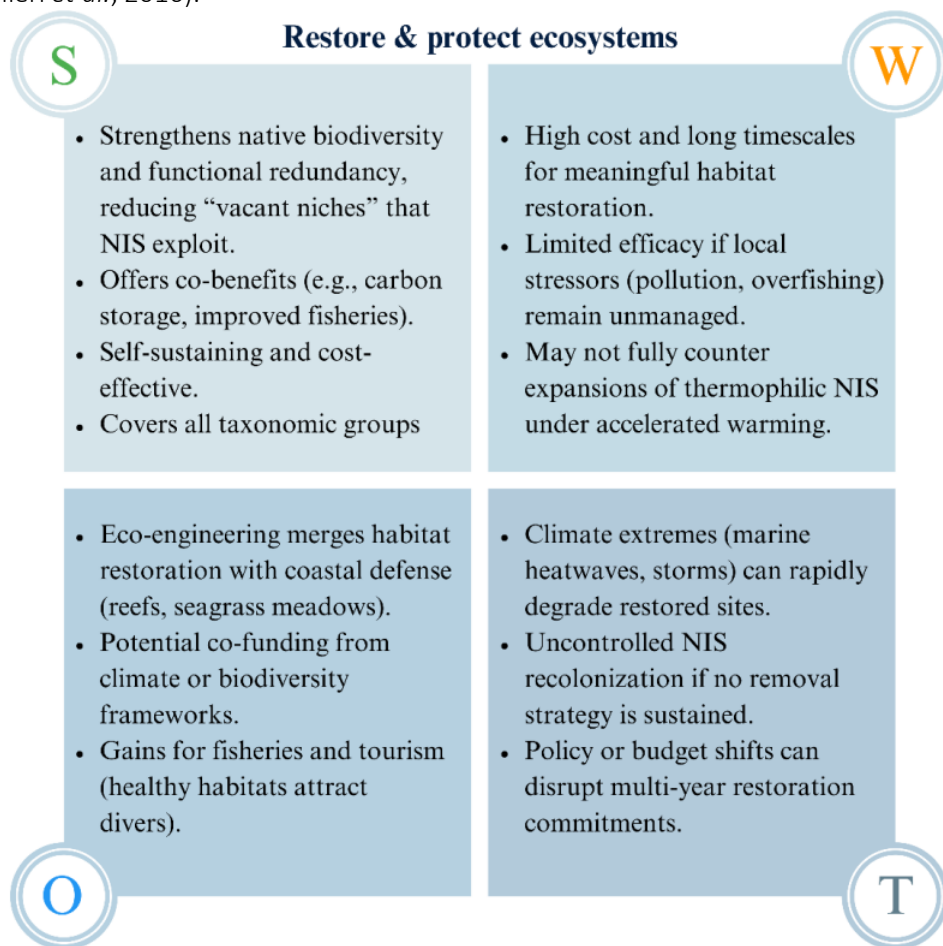 et al., 2016).
Restore & protect ecosystems
S
W
• Strengthens native biodiversity
and functional redundancy,
reducing “vacant niches” that
NIS exploit.
• Offers co-benefits (e.g., carbon
storage, improved fisheries).
• Self-sustaining and cost-
effective.
• Covers all taxonomic groups
• High cost and long timescales
for meaningful habitat
restoration.
• Limited efficacy if local
stressors (pollution, overfishing)
remain unmanaged.
• May not fully counter
expansions of thermophilic NIS
under accelerated warming.
• Eco-engineering merges habitat
restoration with coastal defense
(reefs, seagrass meadows).
• Potential co-funding from
climate or biodiversity
frameworks.
• Gains for fisheries and tourism
(healthy habitats attract
divers).
• Climate extremes (marine
heatwaves, storms) can rapidly
degrade restored sites.
• Uncontrolled NIS
recolonization if no removal
strategy is sustained.
• Policy or budget shifts can
disrupt multi-year restoration
commitments.
O
T